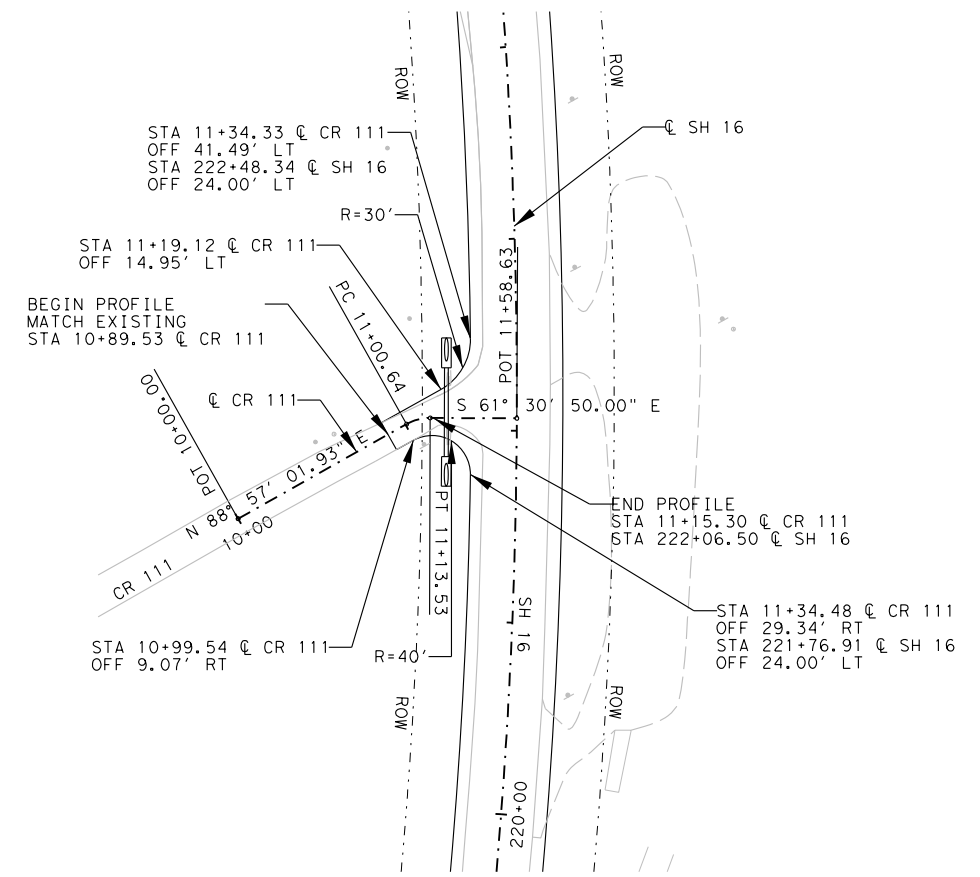 ROW
ROW
STA 11+34.33 ℄ CR 111
OFF 41.49' LT
STA 222+48.34 ℄ SH 16
OFF 24.00' LT
℄ SH 16
R=30'
STA 11+19.12 ℄ CR 111
OFF 14.95' LT
BEGIN PROFILE
MATCH EXISTING
STA 10+89.53 ℄ CR 111
PC 11+00.64
POT 11+58.63
POT 10+00.00
℄ CR 111
S 61° 30' 50.00" E
N 88° 57' 01.93" E
10+00
CR 111
PT 11+13.53
END PROFILE
STA 11+15.30 ℄ CR 111
STA 222+06.50 ℄ SH 16
SH 16
STA 11+34.48 ℄ CR 111
OFF 29.34' RT
STA 221+76.91 ℄ SH 16
OFF 24.00' LT
STA 10+99.54 ℄ CR 111
OFF 9.07' RT
R=40'
ROW
ROW
220+00